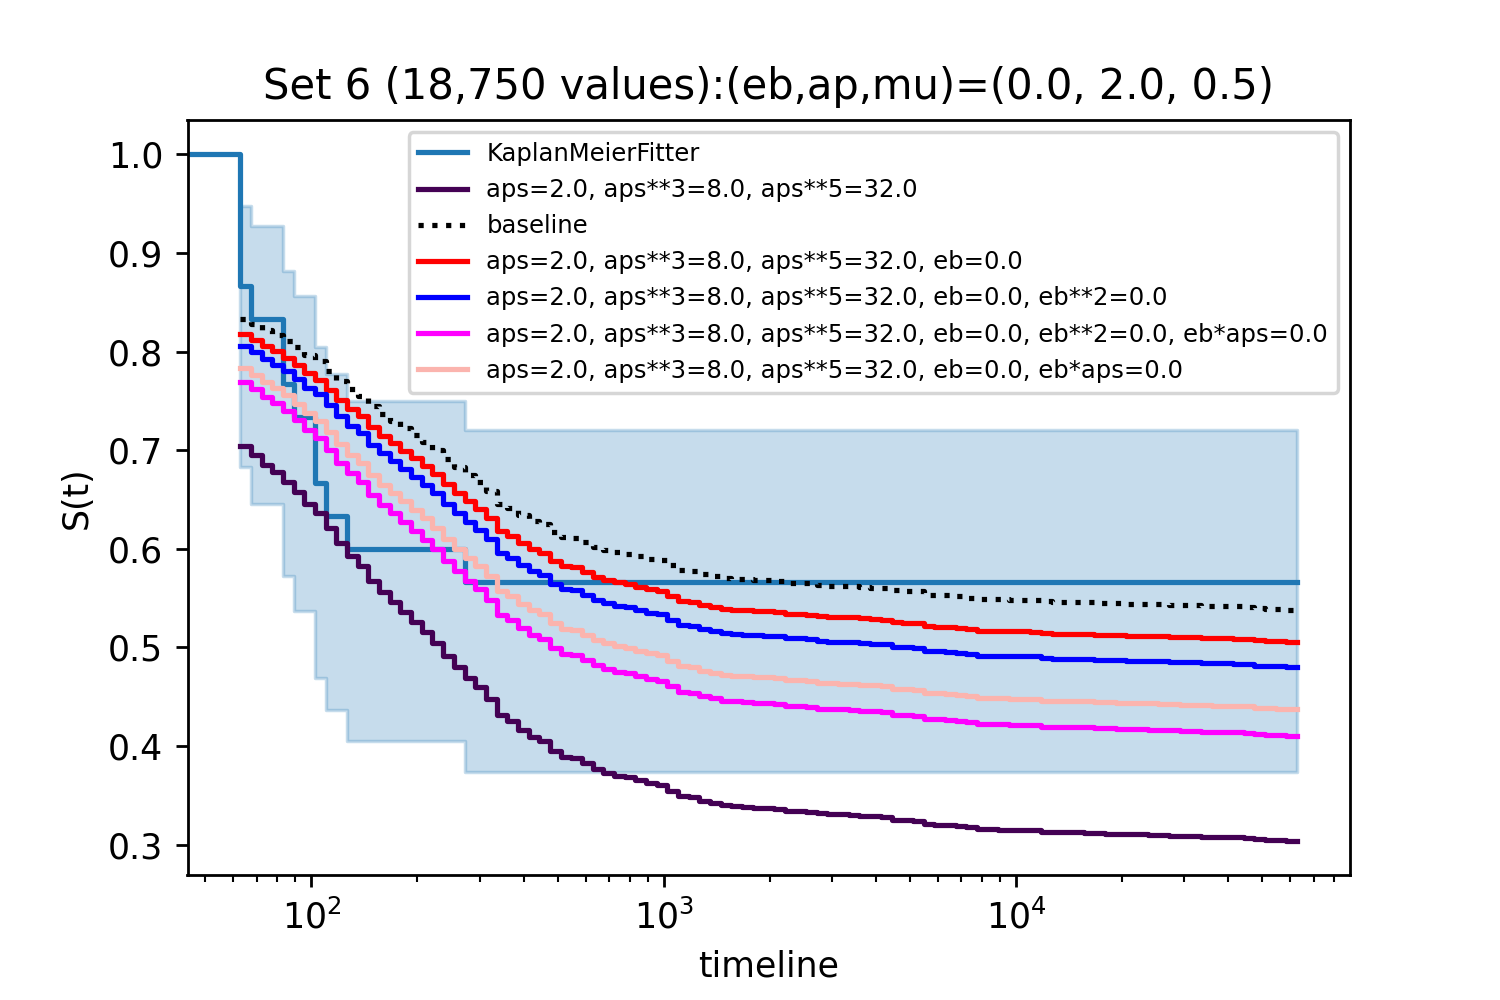 Set 6 (18,750 values):(eb,ap,mu)=(0.0, 2.0, 0.5)
KaplanMeierFitter
aps=2.0, aps**3=8.0, aps**5=32.0
baseline
aps=2.0, aps**3=8.0, aps**5=32.0, eb=0.0
aps=2.0, aps**3=8.0, aps**5=32.0, eb=0.0, eb**2=0.0
aps=2.0, aps**3=8.0, aps**5=32.0, eb=0.0, eb**2=0.0, eb*aps=0.0
aps=2.0, aps**3=8.0, aps**5=32.0, eb=0.0, eb*aps=0.0
1.0
0.9
0.8
0.7
0.6
0.5
0.4
0.3
S(t)
10² 10³ 10⁴
timeline